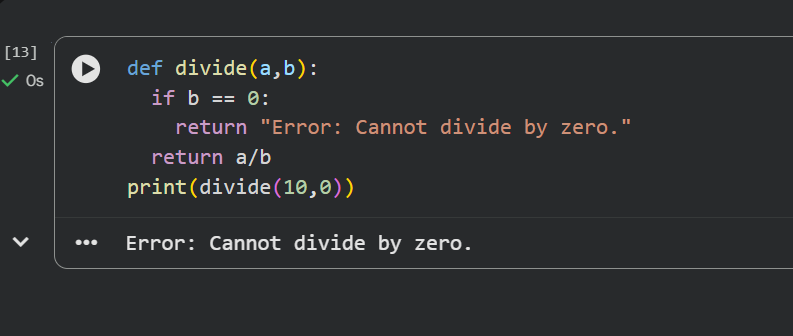 [13]
0s
def divide(a,b):
  if b == 0:
    return "Error: Cannot divide by zero."
  return a/b
print(divide(10,0))
Error: Cannot divide by zero.